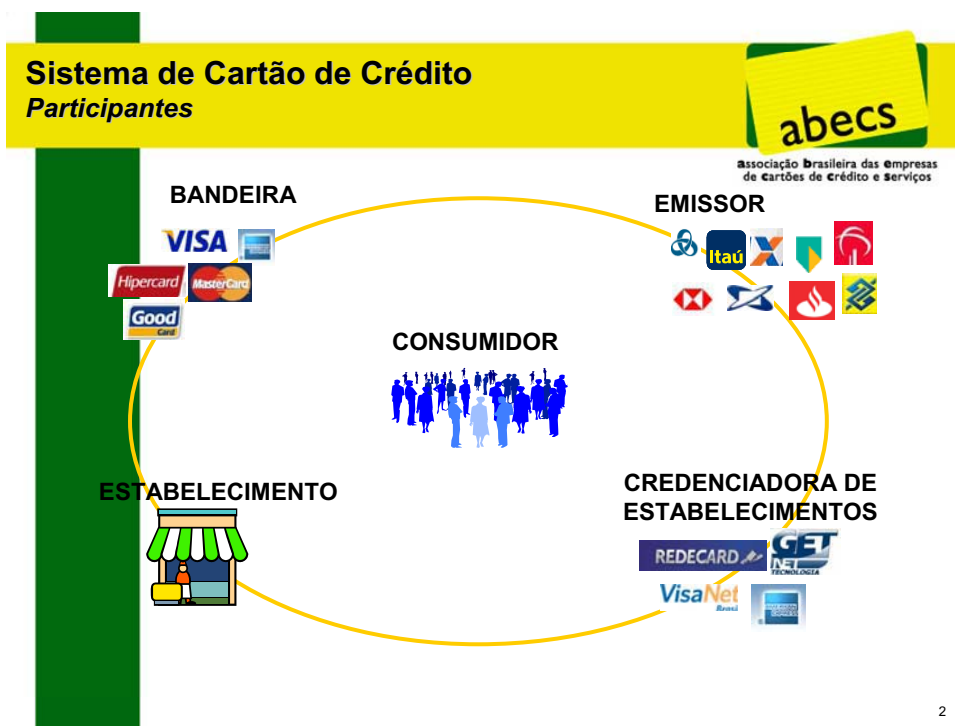 Sistema de Cartão de Crédito
Participantes
abecs
associação brasileira das empresas
de cartões de crédito e serviços
BANDEIRA
VISA
Hipercard
MasterCard
Good
Card
EMISSOR
Itaú
CONSUMIDOR
ESTABELECIMENTO
CREDENCIADORA DE
ESTABELECIMENTOS
REDECARD
GET
NET
TECNOLOGIA
VisaNet
Brasil
2